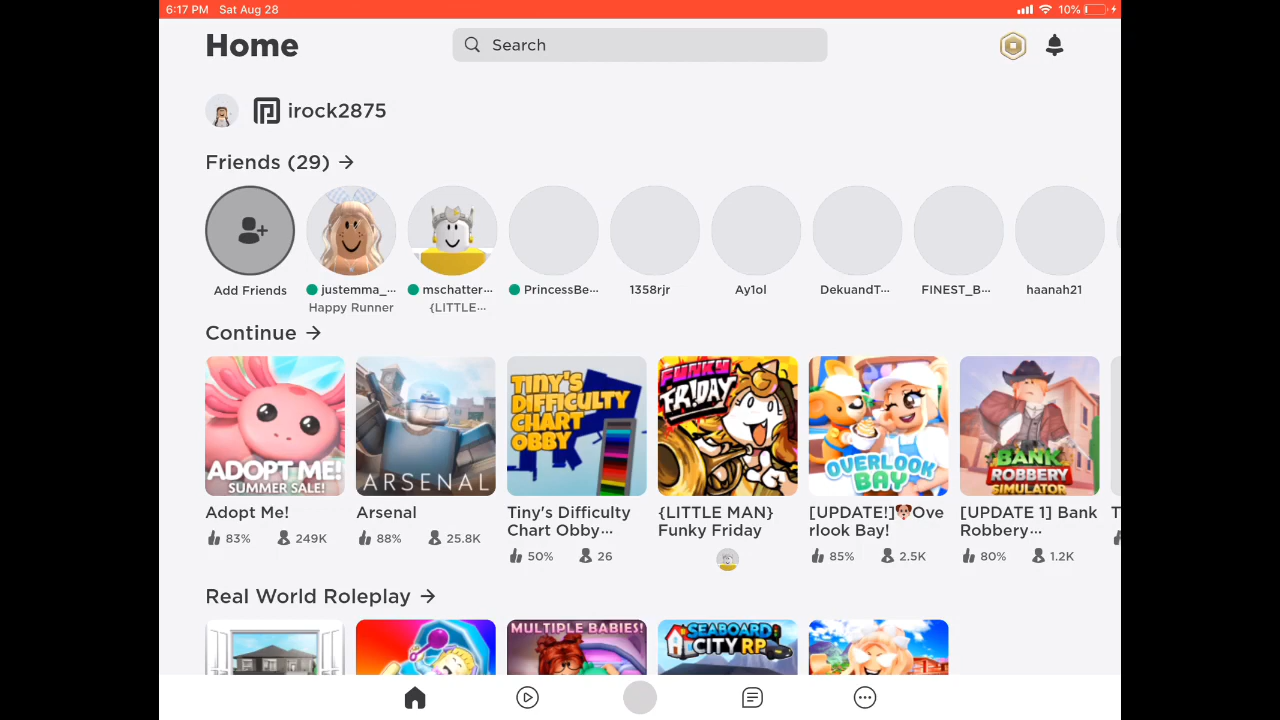 6:17 PM Sat Aug 28 10%
Home
Search
irock2875
Friends (29)
Add Friends
justemma_...
Happy Runner
mschatter...
{LITTLE...
PrincessBe...
1358rjr
Ay1ol
DekuandT...
FINEST_B...
haanah21
Continue
ADOPT ME!
SUMMER SALE!
ARSENAL
TINY'S
DIFFICULTY
CHART
OBBY
FUNKY
FRIDAY
OVERLOOK
BAY
BANK
ROBBERY
SIMULATOR
Adopt Me!
83% 249K
Arsenal
88% 25.8K
Tiny's Difficulty
Chart Obby...
50% 26
{LITTLE MAN}
Funky Friday
[UPDATE!]🐶Ove
rlook Bay!
85% 2.5K
[UPDATE 1] Bank
Robbery...
80% 1.2K
T
Real World Roleplay
MULTIPLE BABIES!
SEABOARD
CITY RP